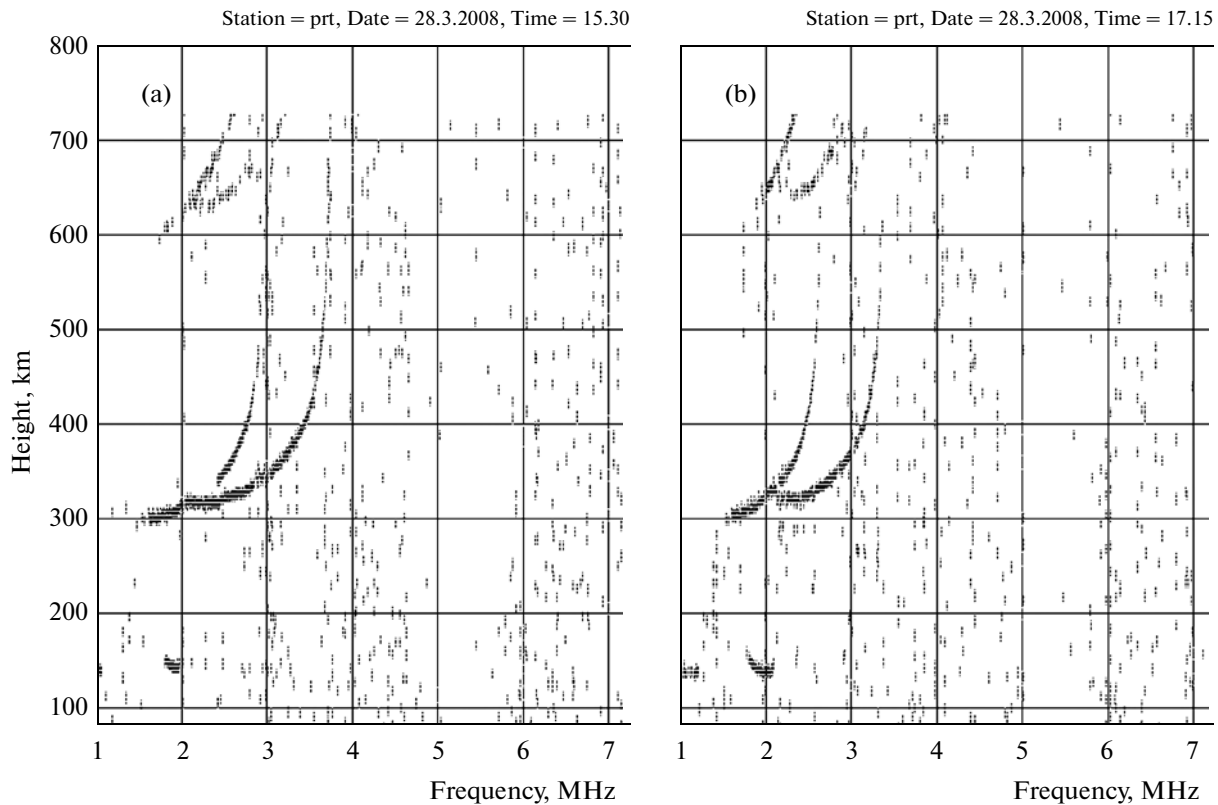 Station = prt, Date = 28.3.2008, Time = 15.30
Station = prt, Date = 28.3.2008, Time = 17.15
(a)
(b)
800
700
600
500
400
300
200
100
Height, km
1 2 3 4 5 6 7
1 2 3 4 5 6 7
Frequency, MHz
Frequency, MHz